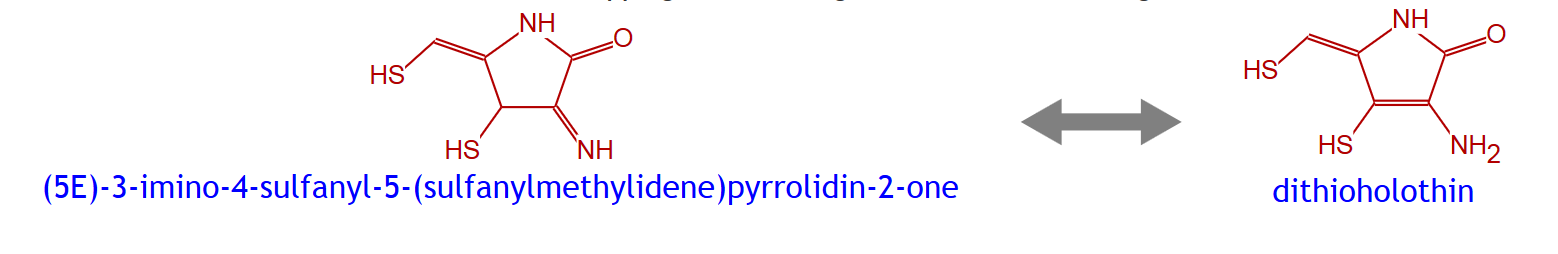 NH
NH
O
O
HS
HS
HS
NH
HS
NH2
(5E)-3-imino-4-sulfanyl-5-(sulfanylmethylidene)pyrrolidin-2-one
dithioholothin